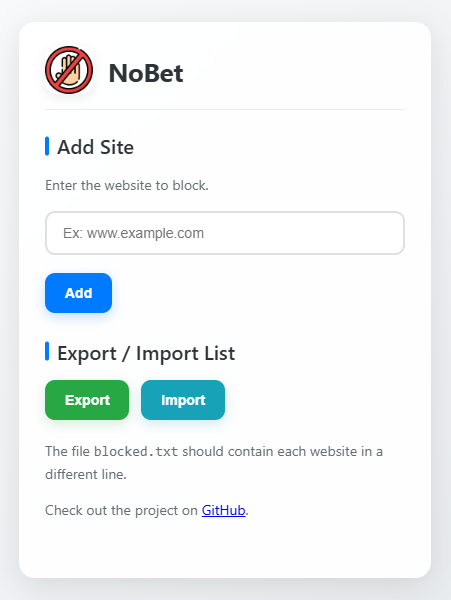 NoBet
Add Site
Enter the website to block.
Ex: www.example.com
Add
Export / Import List
Export Import
The file blocked.txt should contain each website in a
different line.
Check out the project on GitHub.